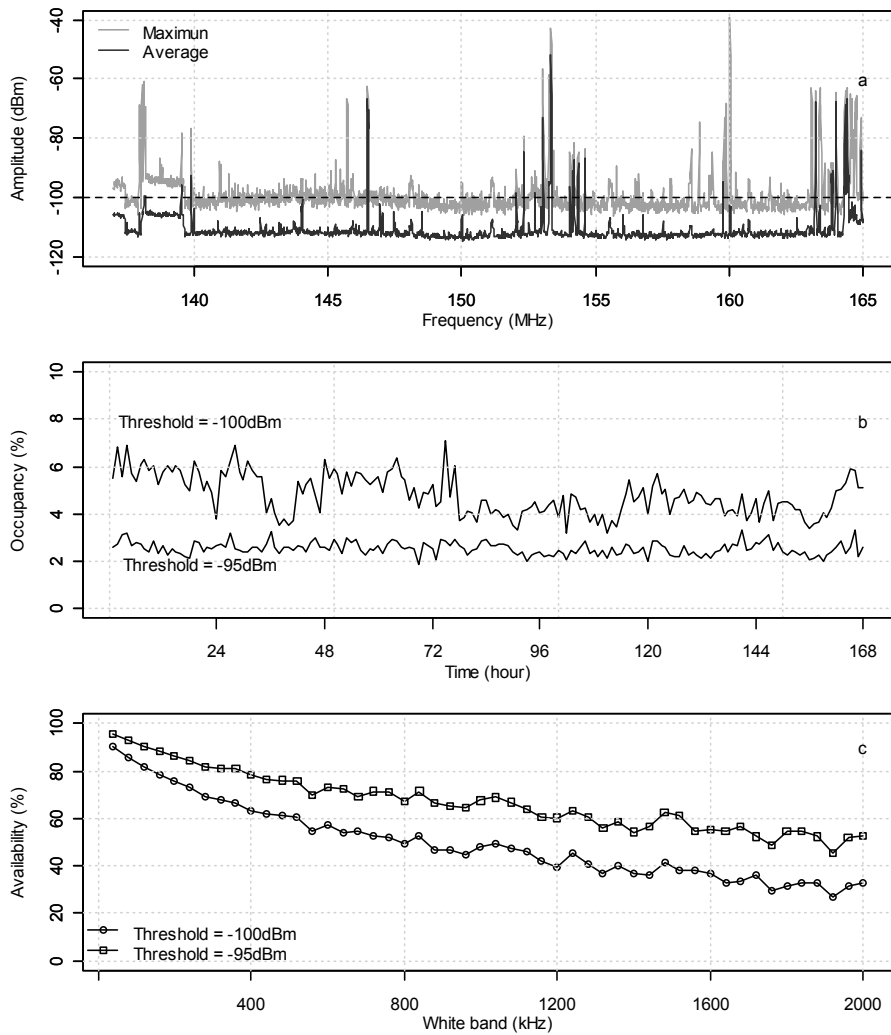 Maximun
Average
a
Amplitude (dBm)
-40
-60
-80
-100
-120
140
145
150
155
160
165
Frequency (MHz)
Threshold = -100dBm
b
Threshold = -95dBm
Occupancy (%)
10
8
6
4
2
0
24
48
72
96
120
144
168
Time (hour)
c
Availability (%)
100
80
60
40
20
0
Threshold = -100dBm
Threshold = -95dBm
400
800
1200
1600
2000
White band (kHz)